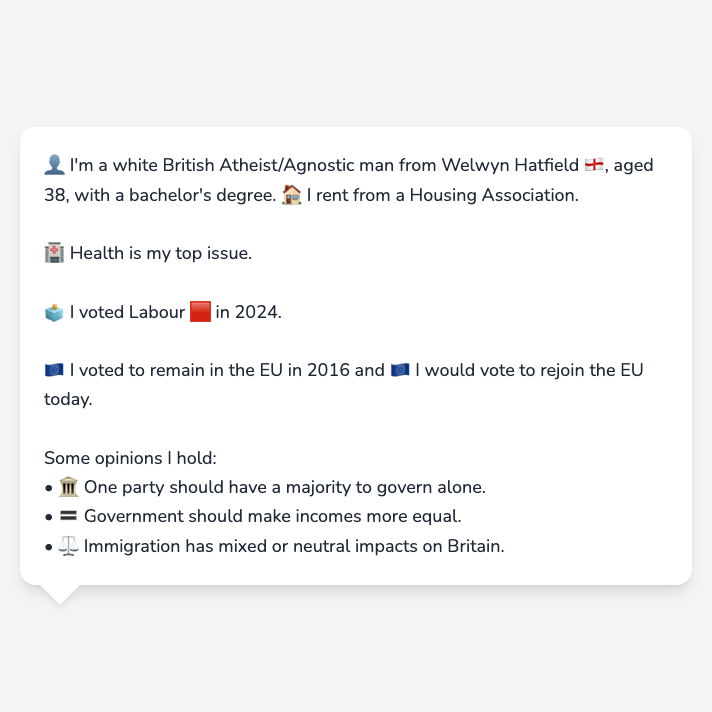 👤 I'm a white British Atheist/Agnostic man from Welwyn Hatfield 🏴󠁧󠁢󠁥󠁮󠁧󠁿, aged
38, with a bachelor's degree. 🏠 I rent from a Housing Association.
🏥 Health is my top issue.
🗳️ I voted Labour 🟥 in 2024.
🇪🇺 I voted to remain in the EU in 2016 and 🇪🇺 I would vote to rejoin the EU
today.
Some opinions I hold:
• 🏛️ One party should have a majority to govern alone.
• 🟰 Government should make incomes more equal.
• ⚖️ Immigration has mixed or neutral impacts on Britain.